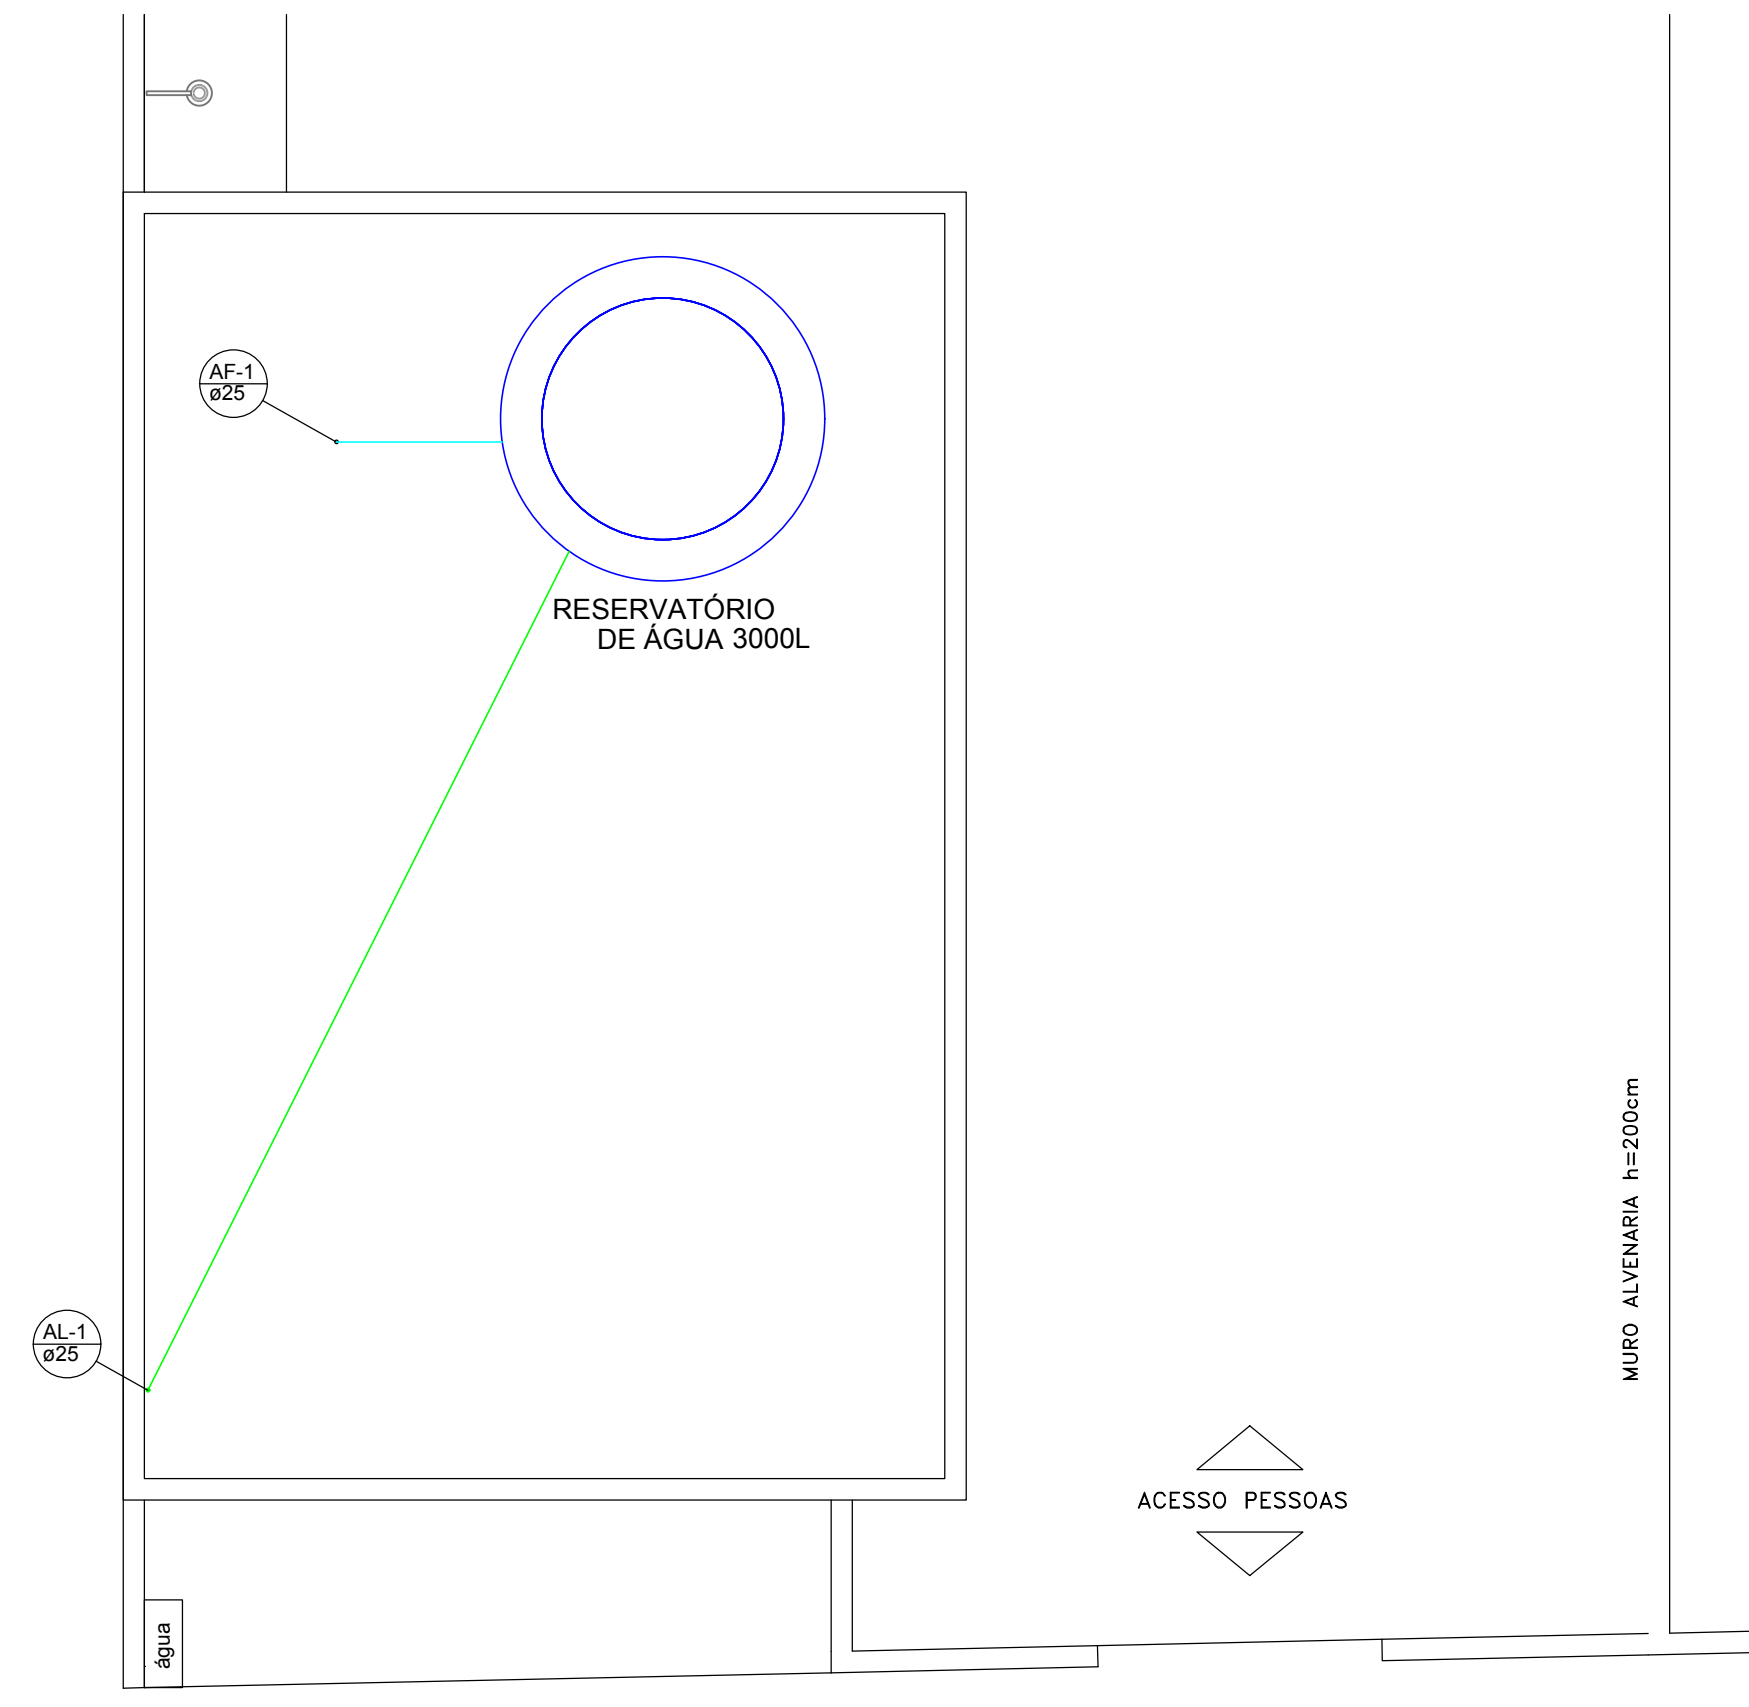 AF-1
ø25
RESERVATÓRIO
DE ÁGUA 3000L
MURO ALVENARIA h=200cm
AL-1
ø25
ACESSO PESSOAS
água